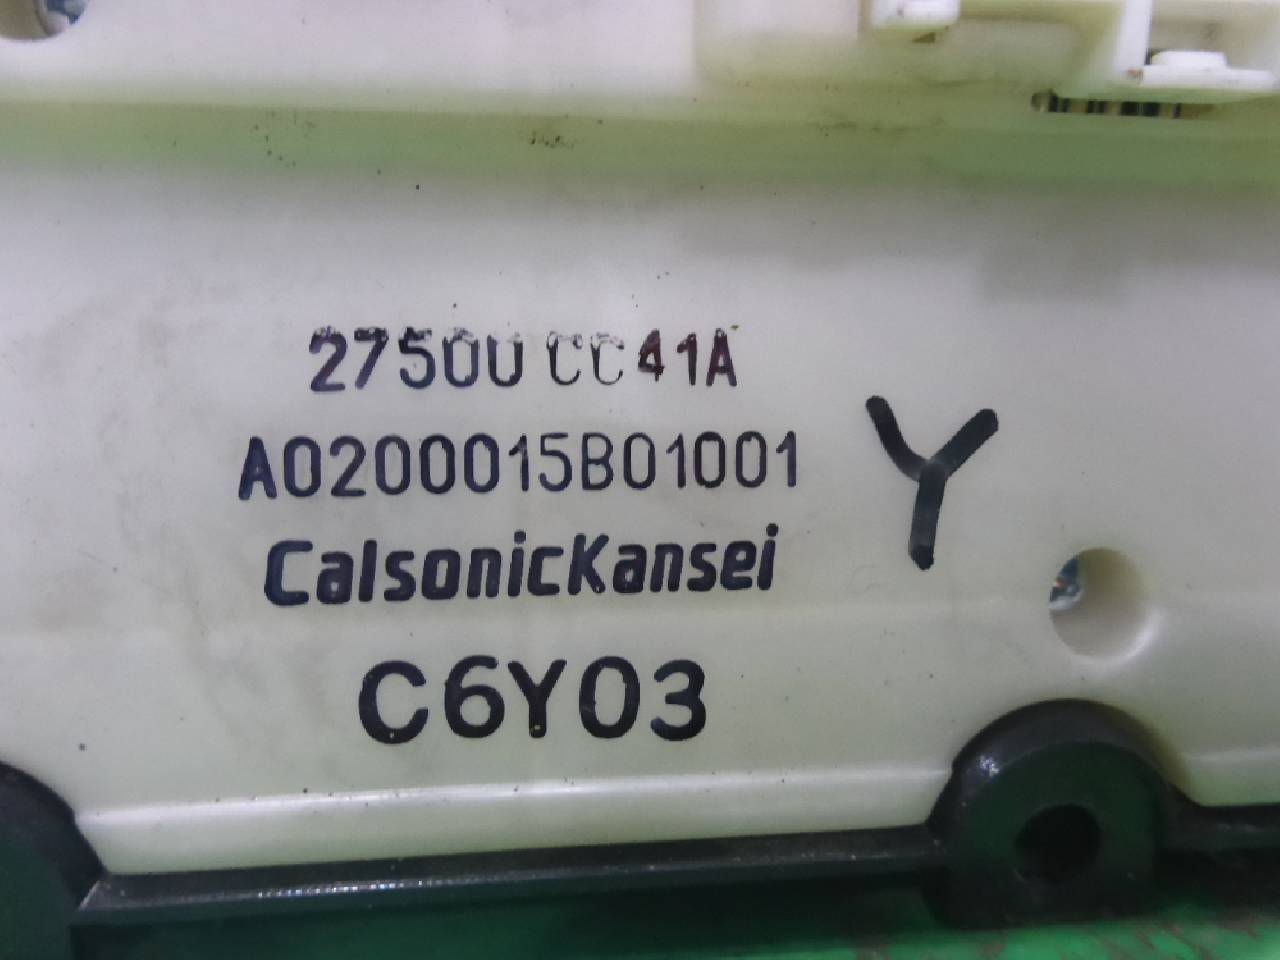 27500 CC41A
A0200015B01001
CalsonicKansei
C6Y03
Y